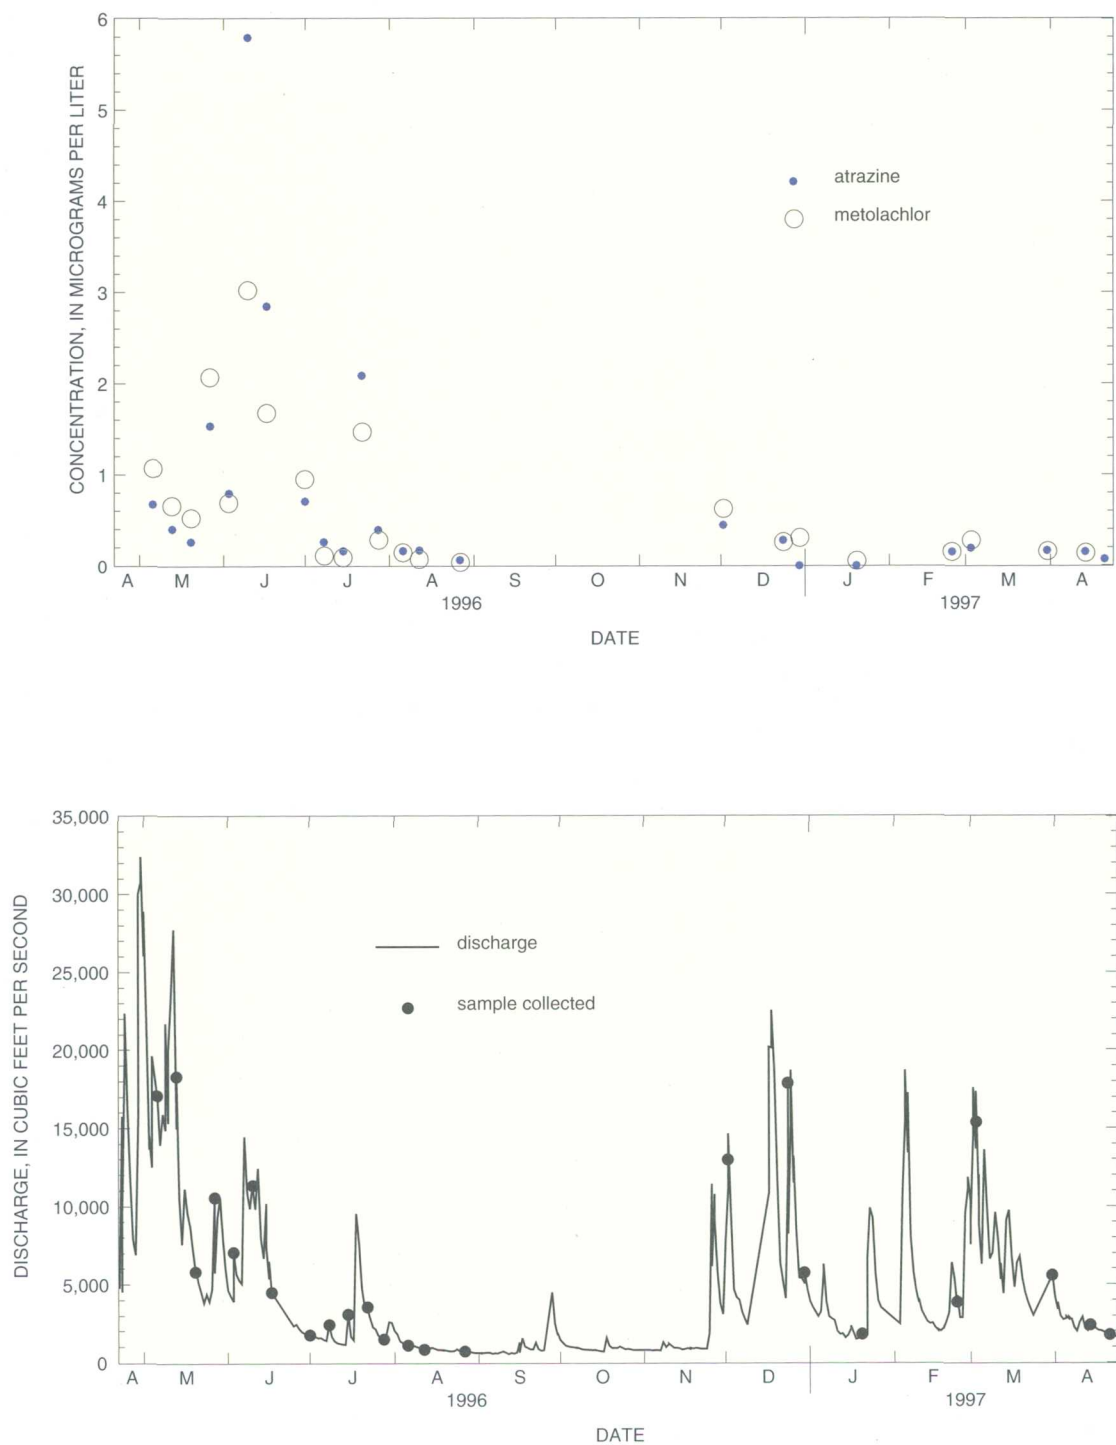 6
5
4
3
2
1
0
CONCENTRATION, IN MICROGRAMS PER LITER
atrazine
metolachlor
A M J J A S O N D J F M A
1996 1997
DATE
35,000
30,000
25,000
20,000
15,000
10,000
5,000
0
DISCHARGE, IN CUBIC FEET PER SECOND
discharge
sample collected
A M J J A S O N D J F M A
1996 1997
DATE